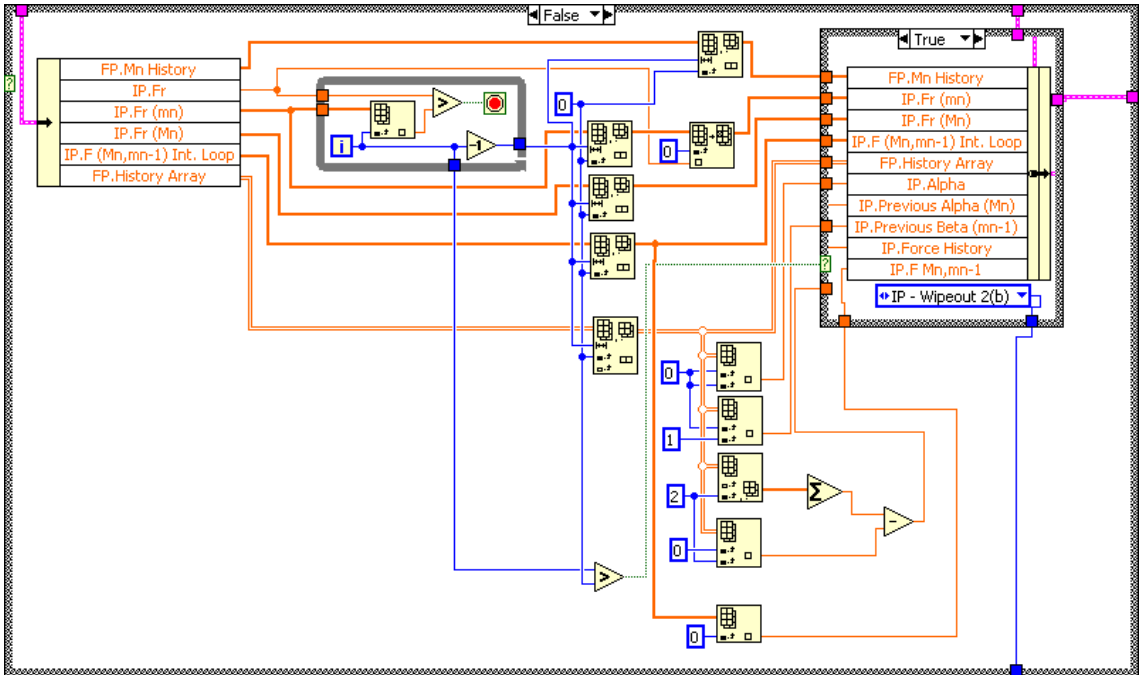 False
True
FP.Mn History
IP.Fr
IP.Fr (mn)
IP.Fr (Mn)
IP.F (Mn,mn-1) Int. Loop
FP.History Array
>
i
-1
0
0
FP.Mn History
IP.Fr (mn)
IP.Fr (Mn)
IP.F (Mn,mn-1) Int. Loop
FP.History Array
IP.Alpha
IP.Previous Alpha (Mn)
IP.Previous Beta (mn-1)
IP.Force History
IP.F Mn,mn-1
IP - Wipeout 2(b)
?
?
0
1
2
Σ
-
0
>
0